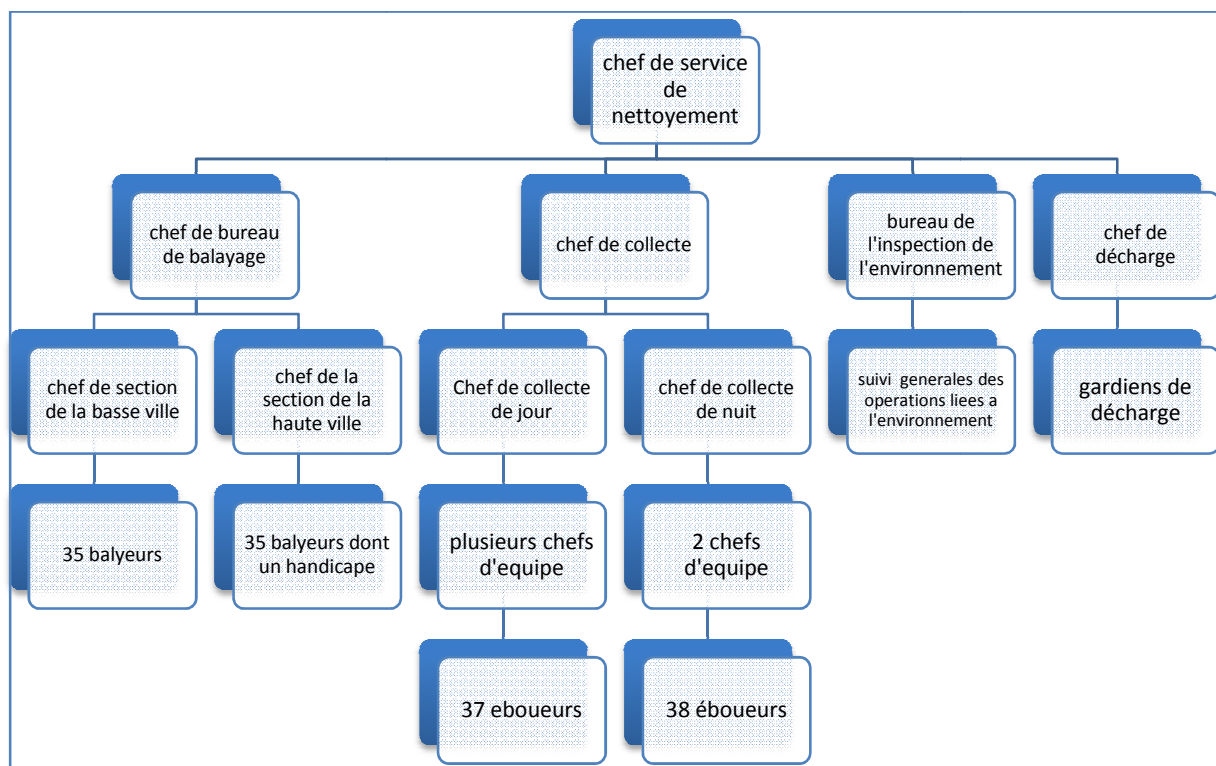 chef de service
de
nettoyement
chef de bureau
de balayage
chef de collecte
bureau de
l'inspection de
l'environnement
chef de
décharge
chef de section
de la basse ville
chef de la
section de la
haute ville
Chef de collecte
de jour
chef de collecte
de nuit
suivi generales des
operations liees a
l'environnement
gardiens de
décharge
35 balyeurs
35 balyeurs dont
un handicape
plusieurs chefs
d'equipe
2 chefs
d'equipe
37 eboueurs
38 éboueurs